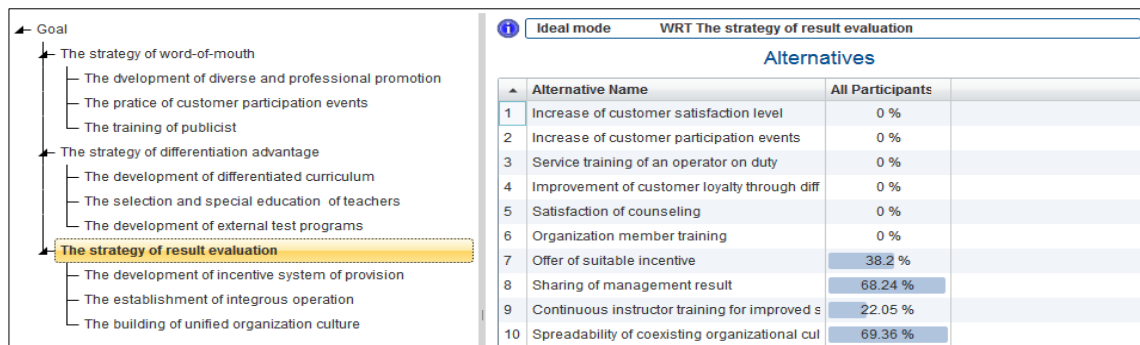 Goal
The strategy of word-of-mouth
The dvelopment of diverse and professional promotion
The pratice of customer participation events
The training of publicist
The strategy of differentiation advantage
The development of differentiated curriculum
The selection and special education of teachers
The development of external test programs
The strategy of result evaluation
The development of incentive system of provision
The establishment of integrous operation
The building of unified organization culture
Ideal mode WRT The strategy of result evaluation
Alternatives
Alternative Name All Participants
1 Increase of customer satisfaction level 0 %
2 Increase of customer participation events 0 %
3 Service training of an operator on duty 0 %
4 Improvement of customer loyalty through diff 0 %
5 Satisfaction of counseling 0 %
6 Organization member training 0 %
7 Offer of suitable incentive 38.2 %
8 Sharing of management result 68.24 %
9 Continuous instructor training for improved s 22.05 %
10 Spreadability of coexisting organizational cul 69.36 %